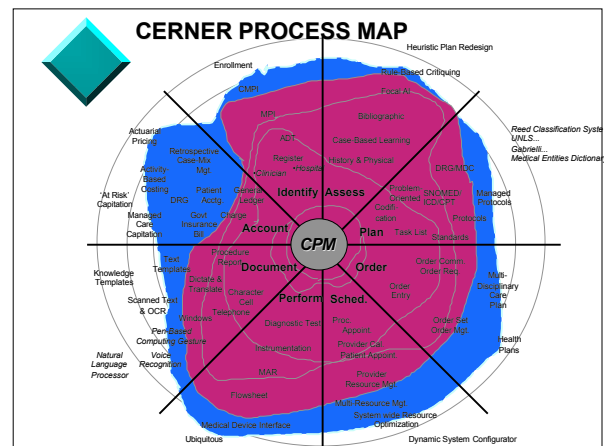 CERNER PROCESS MAP
Heuristic Plan Redesign
Enrollment
Rule Based Critiquing
CMPI
Focal AI
MPI
Bibliographic
Reed Classification Syste
UNLS...
Gabrielli...
Medical Entities Dictionar
Actuarial
Pricing
ADT
Case-Based Learning
Retrospective
Case-Mix
Mgt
Register
•Clinician
•Hospital
History & Physical
DRG/MDC
Activity
Based
Costing
Patient
Acctg.
General
Ledger
Identify
Assess
Problem
Oriented
SNOMED/
ICD/CPT
Managed
Protocols
'At Risk'
Capitation
DRG
Codifi
cation
Protocols
Managed
Care
Capitation
Govt
Insurance
Bill
Charge
Account
CPM
Plan
Task List
Standards
Knowledge
Templates
Text
Templates
Procedure
Report
Document
Order
Order Comm.
Order Req.
Multi-
Disciplinary
Care
Plan
Dictate &
Translate
Scanned Text
& OCR
Character
Cell
Telephone
Perform
Sched.
Order
Entry
Windows
Pen Based
Computing Gesture
Diagnostic Test
Proc.
Appoint
Order Set
Order Mgt.
Natural
Language
Processor
Voice
Recognition
Instrumentation
Provider Cal.
Patient Appoint.
Health
Plans
MAR
Provider
Resource Mgt.
Flowsheet
Multi Resource Mgt
Medical Device Interface
System wide Resource
Optimization
Ubiquitous
Dynamic System Configurator